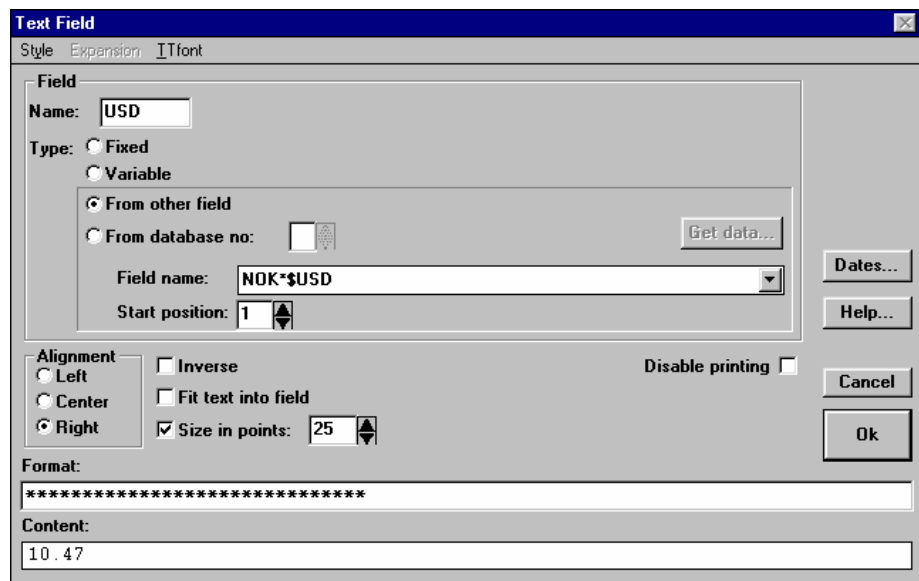 Text Field
Style Expansion TTfont
Field
Name: USD
Type: Fixed
Variable
From other field
From database no: Get data...
Field name: NOK*$USD
Start position: 1
Dates...
Help...
Alignment
Left
Center
Right
Inverse
Fit text into field
Size in points: 25
Disable printing
Cancel
Ok
Format:
******************************
Content:
10.47